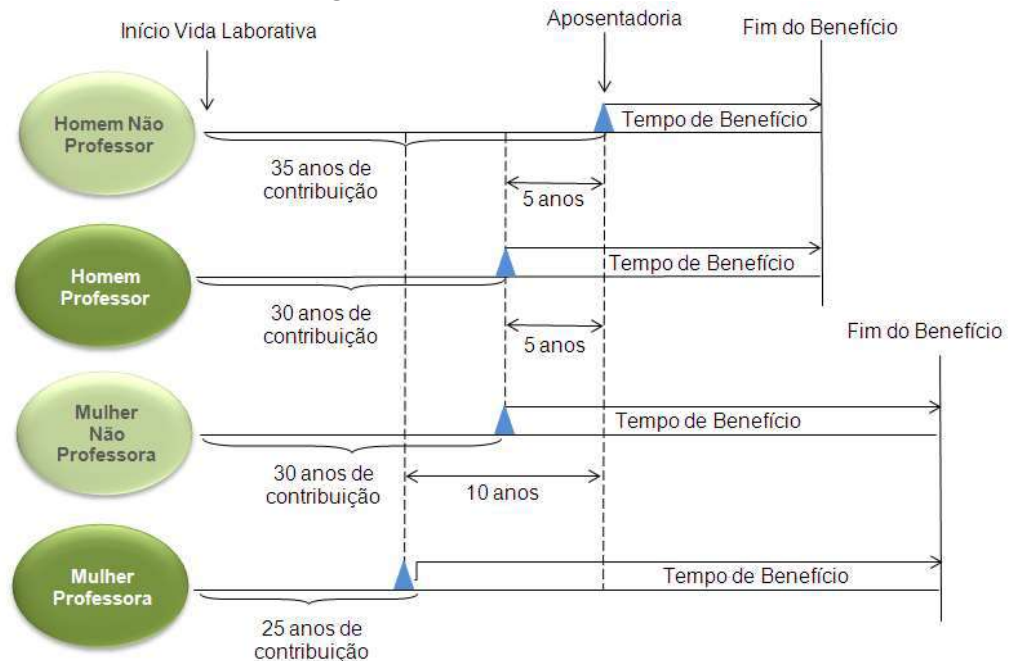 Início Vida Laborativa
Aposentadoria
Fim do Benefício
Homem Não
Professor
Tempo de Benefício
35 anos de
contribuição
5 anos
Homem
Professor
Tempo de Benefício
30 anos de
contribuição
5 anos
Fim do Benefício
Mulher
Não
Professora
Tempo de Benefício
30 anos de
contribuição
10 anos
Mulher
Professora
Tempo de Benefício
25 anos de
contribuição